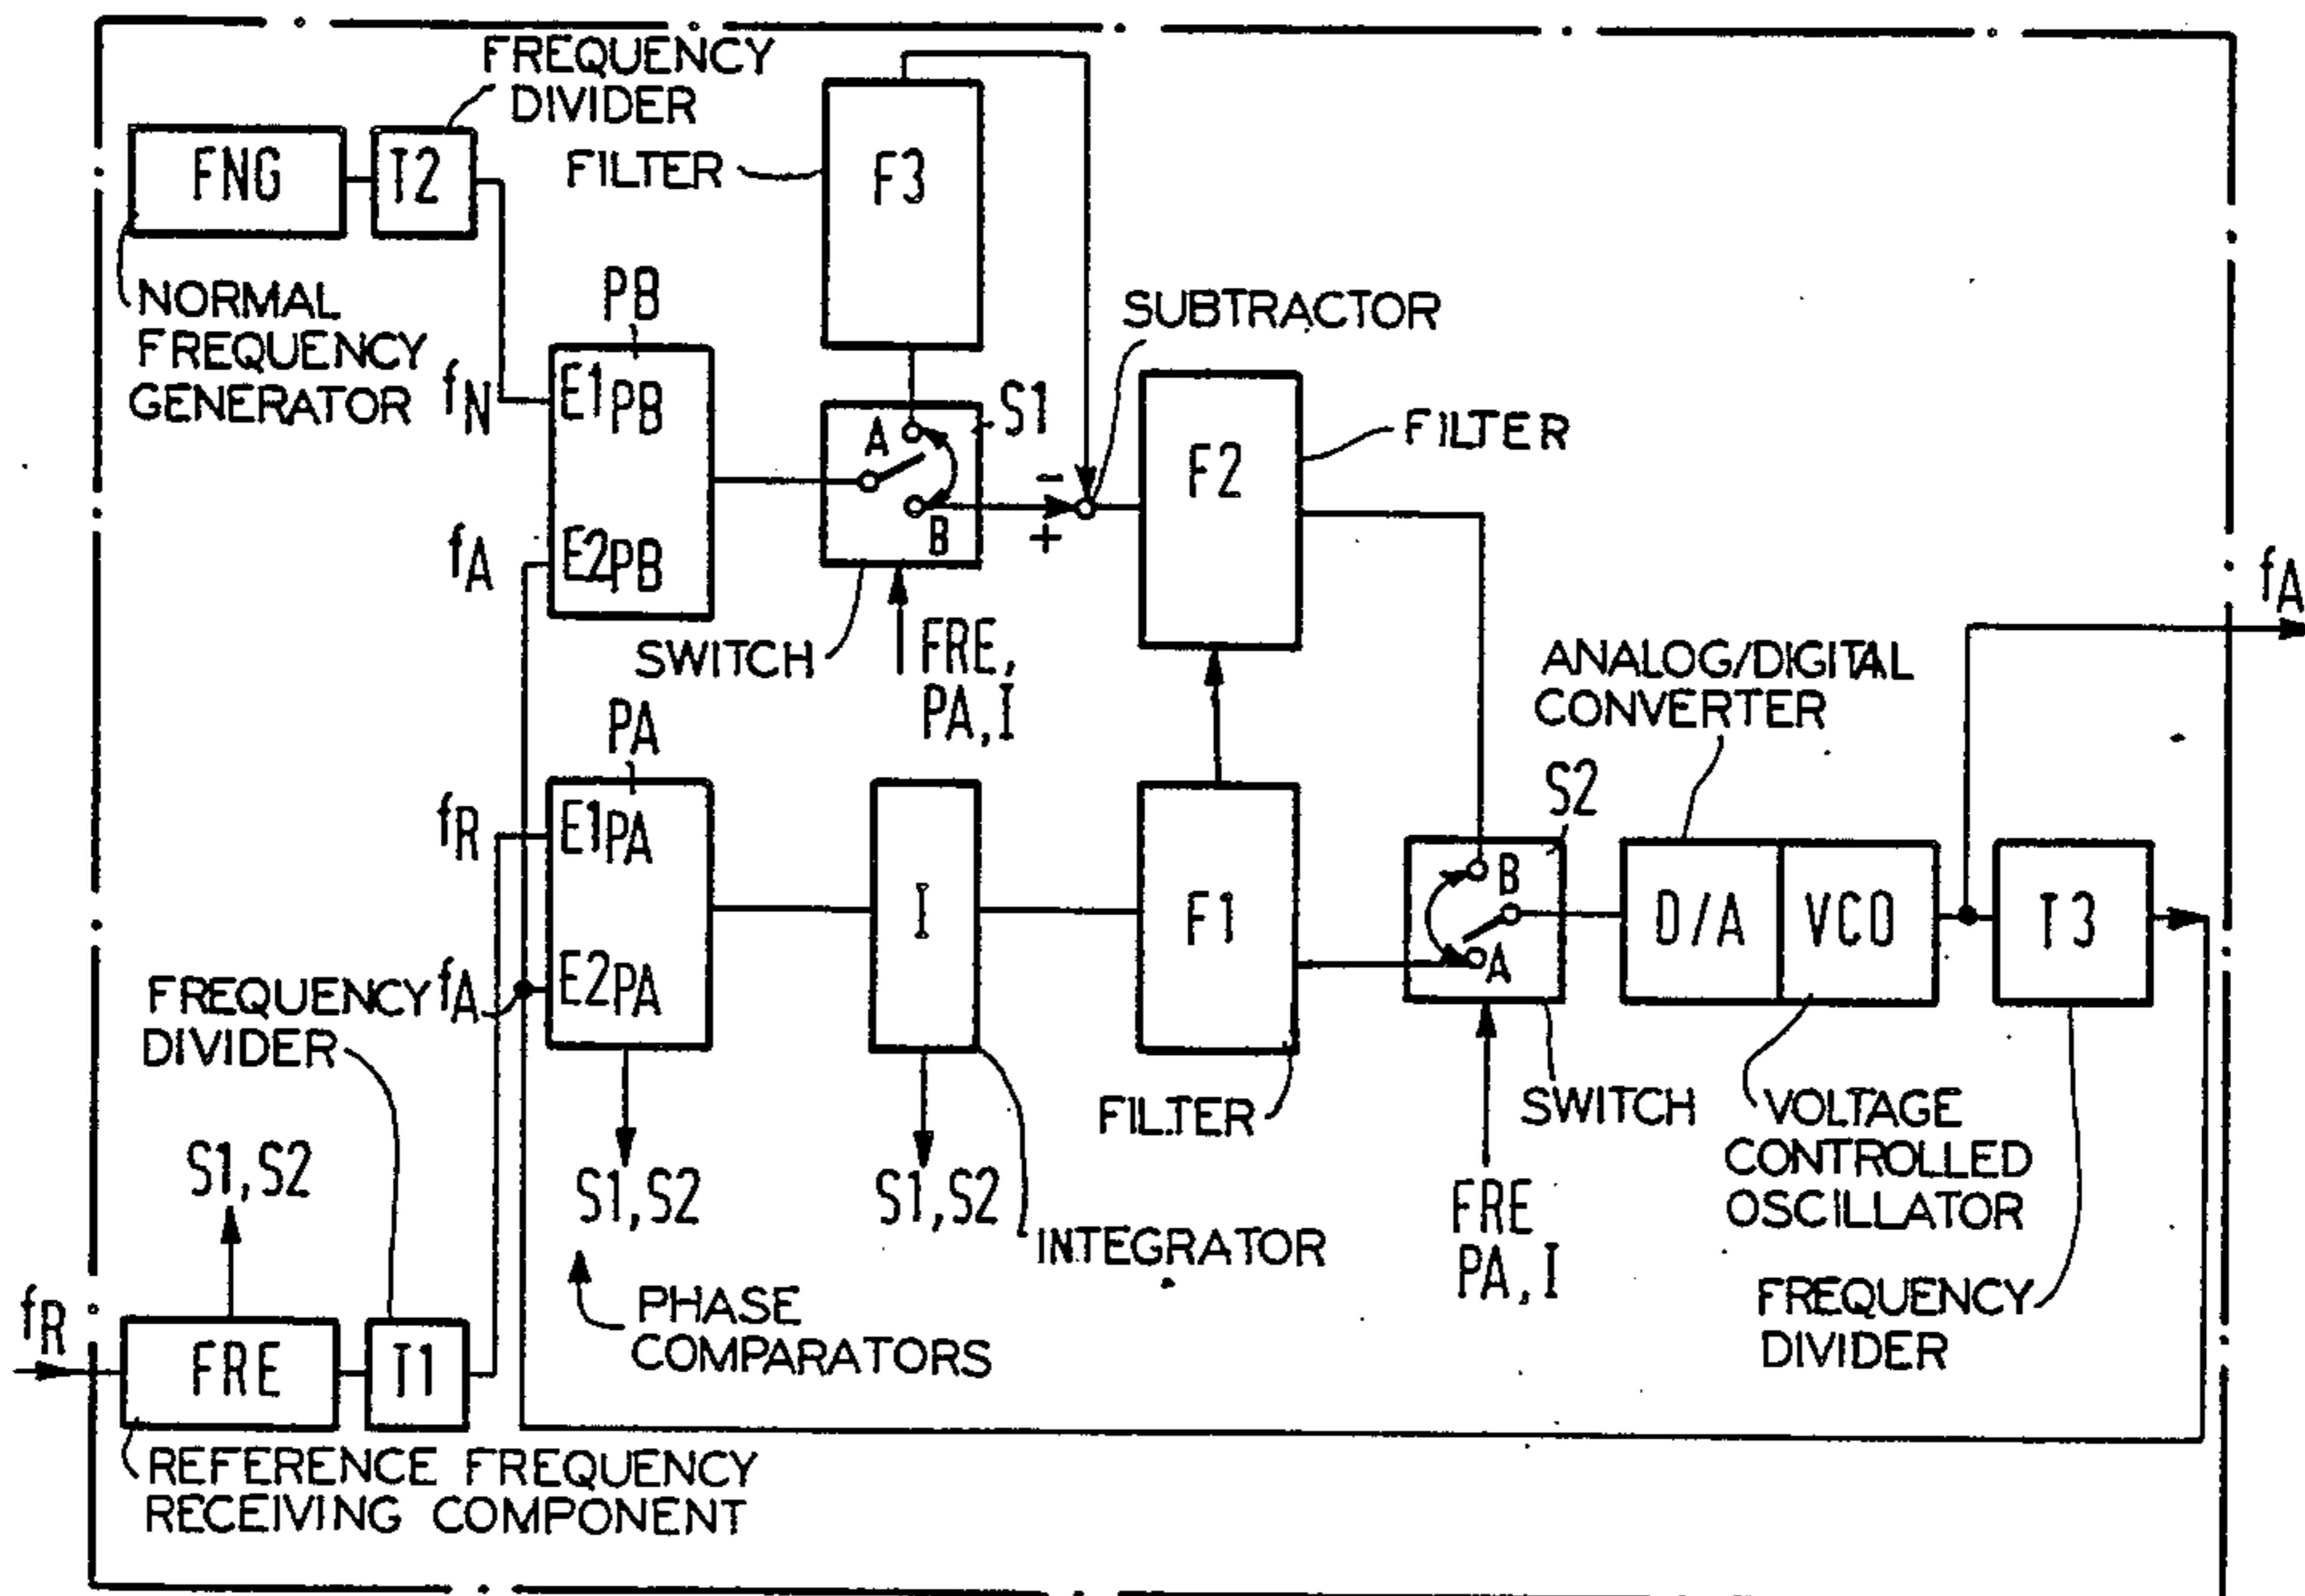 FREQUENCY
DIVIDER
FNG
T2
FILTER
F3
NORMAL
FREQUENCY
GENERATOR
PB
SUBTRACTOR
fN
E1PB
A
S1
-
F2
FILTER
B
+
fA
E2PB
fA
SWITCH
FRE,
PA, I
ANALOG/DIGITAL
CONVERTER
PA
S2
fR
E1PA
I
F1
B
A
D/A
VCO
T3
FREQUENCY
DIVIDER
fA
E2PA
S1, S2
S1, S2
S1, S2
FILTER
SWITCH
VOLTAGE
CONTROLLED
OSCILLATOR
FRE
PA, I
INTEGRATOR
PHASE
COMPARATORS
FREQUENCY
DIVIDER
fR
FRE
T1
REFERENCE FREQUENCY
RECEIVING COMPONENT